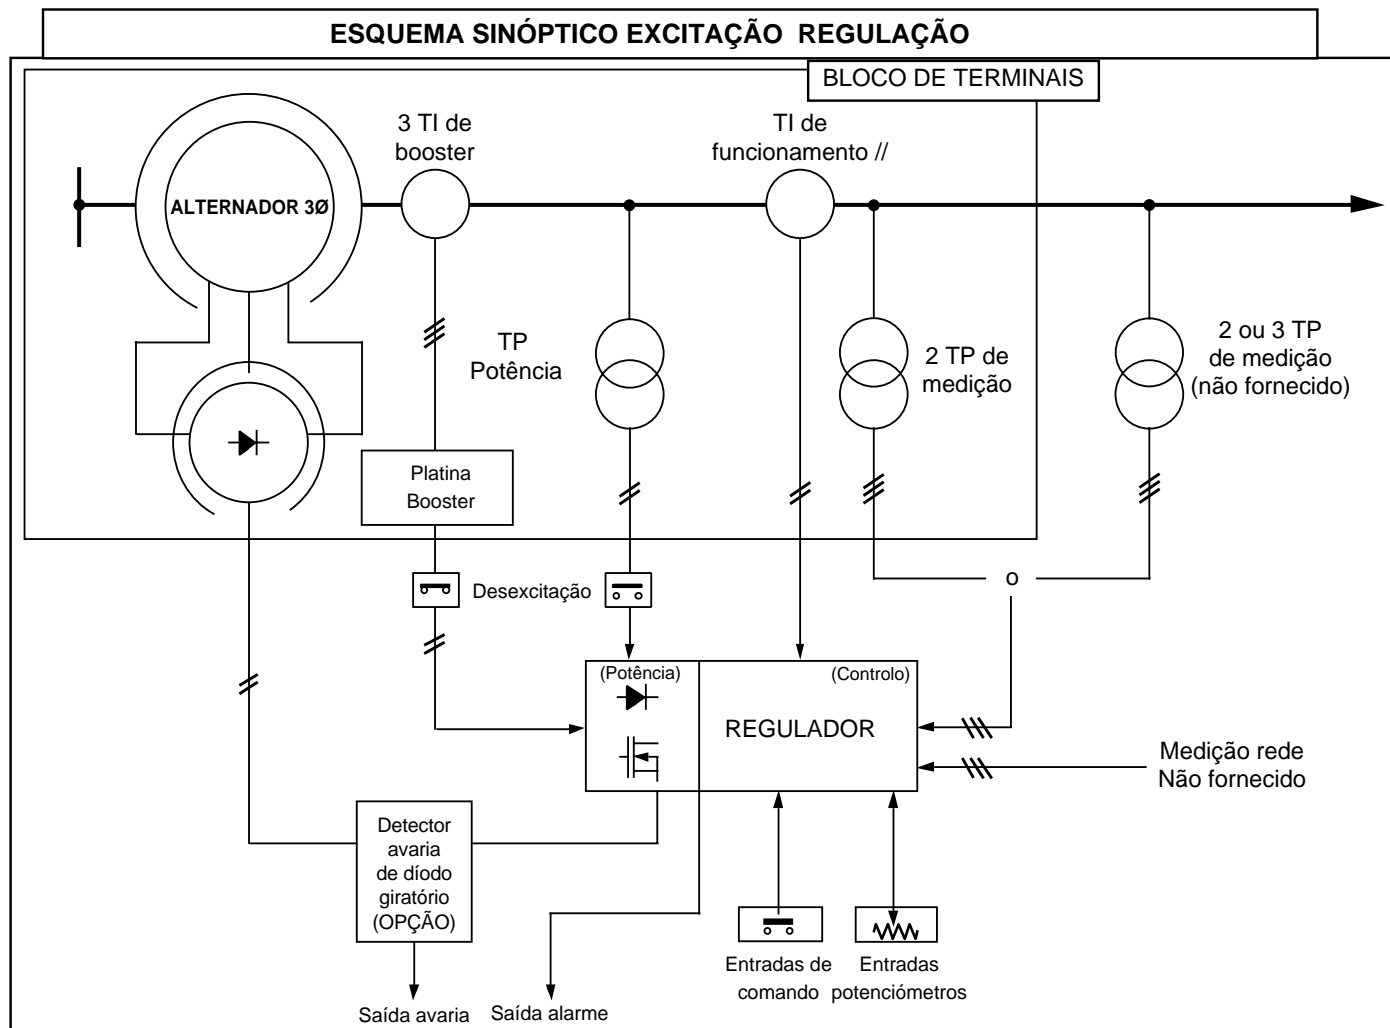 ESQUEMA SINÓPTICO EXCITAÇÃO  REGULAÇÃO
BLOCO DE TERMINAIS
3 TI de
booster
TI de
funcionamento //
ALTERNADOR 3Ø
TP
Potência
2 TP de
medição
2 ou 3 TP
de medição
(não fornecido)
Platina
Booster
Desexcitação
o
(Potência)
(Controlo)
REGULADOR
Medição rede
Não fornecido
Detector
avaria
de díodo
giratório
(OPÇÃO)
Entradas de
comando
Entradas
potenciómetros
Saída avaria
Saída alarme